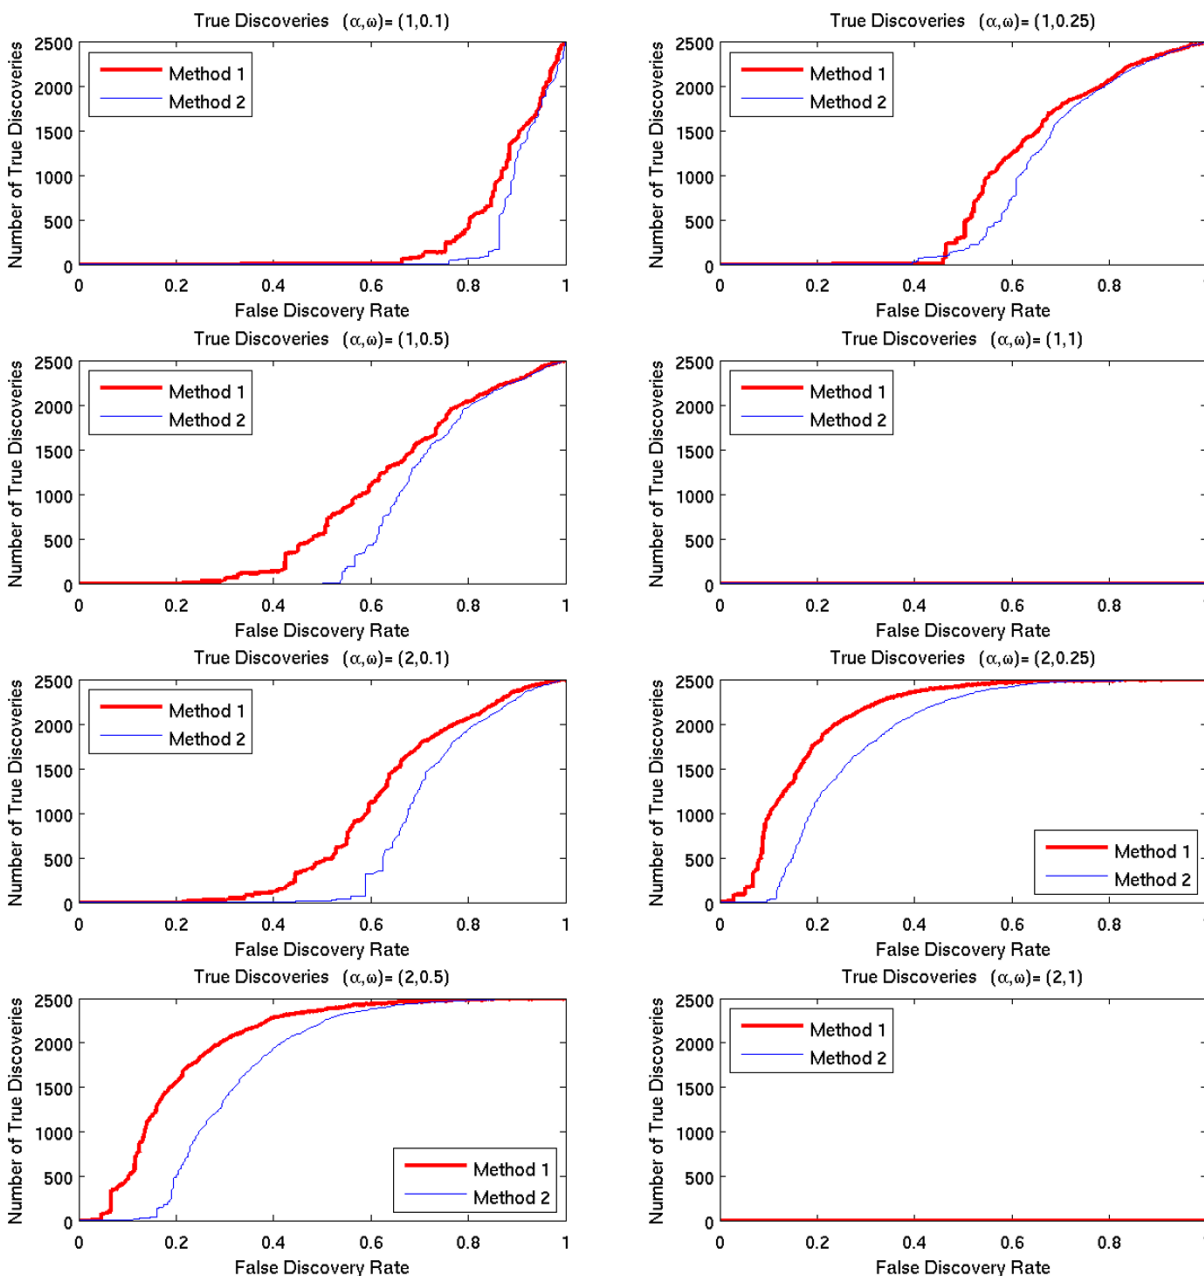 True Discoveries (α,ω)= (1,0.1)
Number of True Discoveries
2500
2000
1500
1000
500
0
Method 1
Method 2
0 0.2 0.4 0.6 0.8 1
False Discovery Rate
True Discoveries (α,ω)= (1,0.25)
Number of True Discoveries
2500
2000
1500
1000
500
0
Method 1
Method 2
0 0.2 0.4 0.6 0.8 1
False Discovery Rate
True Discoveries (α,ω)= (1,0.5)
Number of True Discoveries
2500
2000
1500
1000
500
0
Method 1
Method 2
0 0.2 0.4 0.6 0.8 1
False Discovery Rate
True Discoveries (α,ω)= (1,1)
Number of True Discoveries
2500
2000
1500
1000
500
0
Method 1
Method 2
0 0.2 0.4 0.6 0.8 1
False Discovery Rate
True Discoveries (α,ω)= (2,0.1)
Number of True Discoveries
2500
2000
1500
1000
500
0
Method 1
Method 2
0 0.2 0.4 0.6 0.8 1
False Discovery Rate
True Discoveries (α,ω)= (2,0.25)
Number of True Discoveries
2500
2000
1500
1000
500
0
Method 1
Method 2
0 0.2 0.4 0.6 0.8 1
False Discovery Rate
True Discoveries (α,ω)= (2,0.5)
Number of True Discoveries
2500
2000
1500
1000
500
0
Method 1
Method 2
0 0.2 0.4 0.6 0.8 1
False Discovery Rate
True Discoveries (α,ω)= (2,1)
Number of True Discoveries
2500
2000
1500
1000
500
0
Method 1
Method 2
0 0.2 0.4 0.6 0.8 1
False Discovery Rate